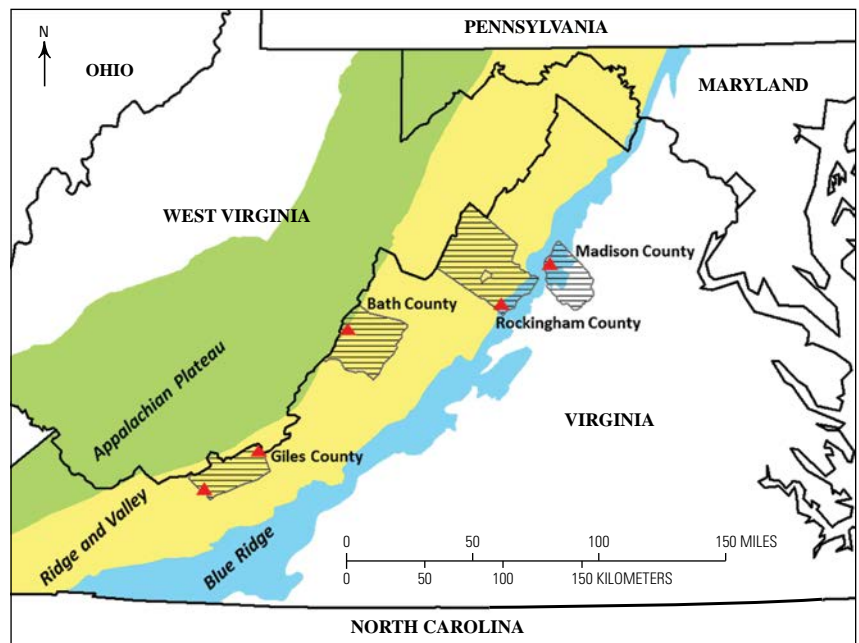 PENNSYLVANIA
N
OHIO
MARYLAND
WEST VIRGINIA
Madison County
Bath County
Rockingham County
Appalachian Plateau
VIRGINIA
Giles County
Ridge and Valley
Blue Ridge
0 50 100 150 MILES
0 50 100 150 KILOMETERS
NORTH CAROLINA